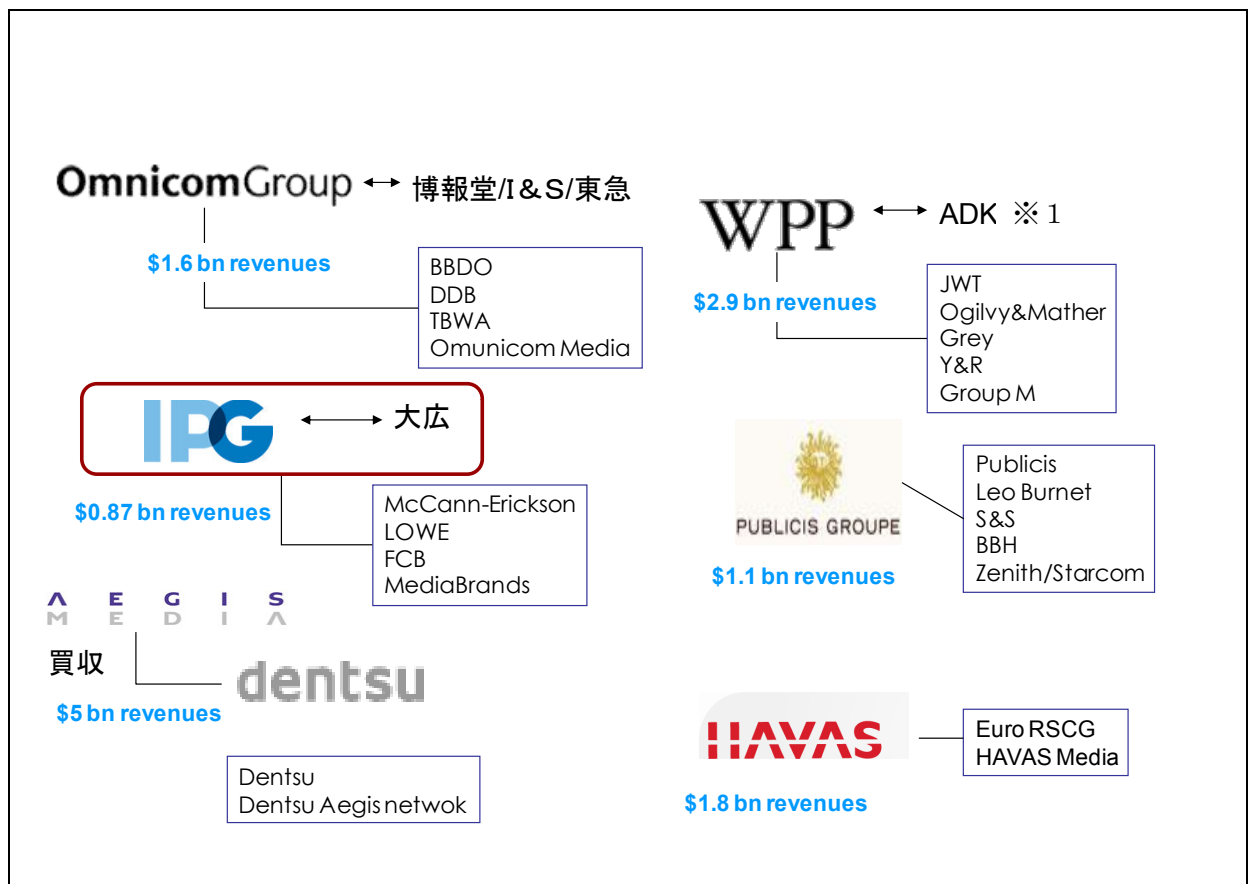 OmnicomGroup ↔ 博報堂/I&S/東急
$1.6 bn revenues
BBDO
DDB
TBWA
Omunicom Media
IPG ↔ 大広
$0.87 bn revenues
McCann-Erickson
LOWE
FCB
MediaBrands
AEGIS
MEDIA
買収
dentsu
$5 bn revenues
Dentsu
Dentsu Aegis netwok
WPP ↔ ADK ※1
$2.9 bn revenues
JWT
Ogilvy&Mather
Grey
Y&R
Group M
PUBLICIS GROUPE
$1.1 bn revenues
Publicis
Leo Burnet
S&S
BBH
Zenith/Starcom
HAVAS
$1.8 bn revenues
Euro RSCG
HAVAS Media